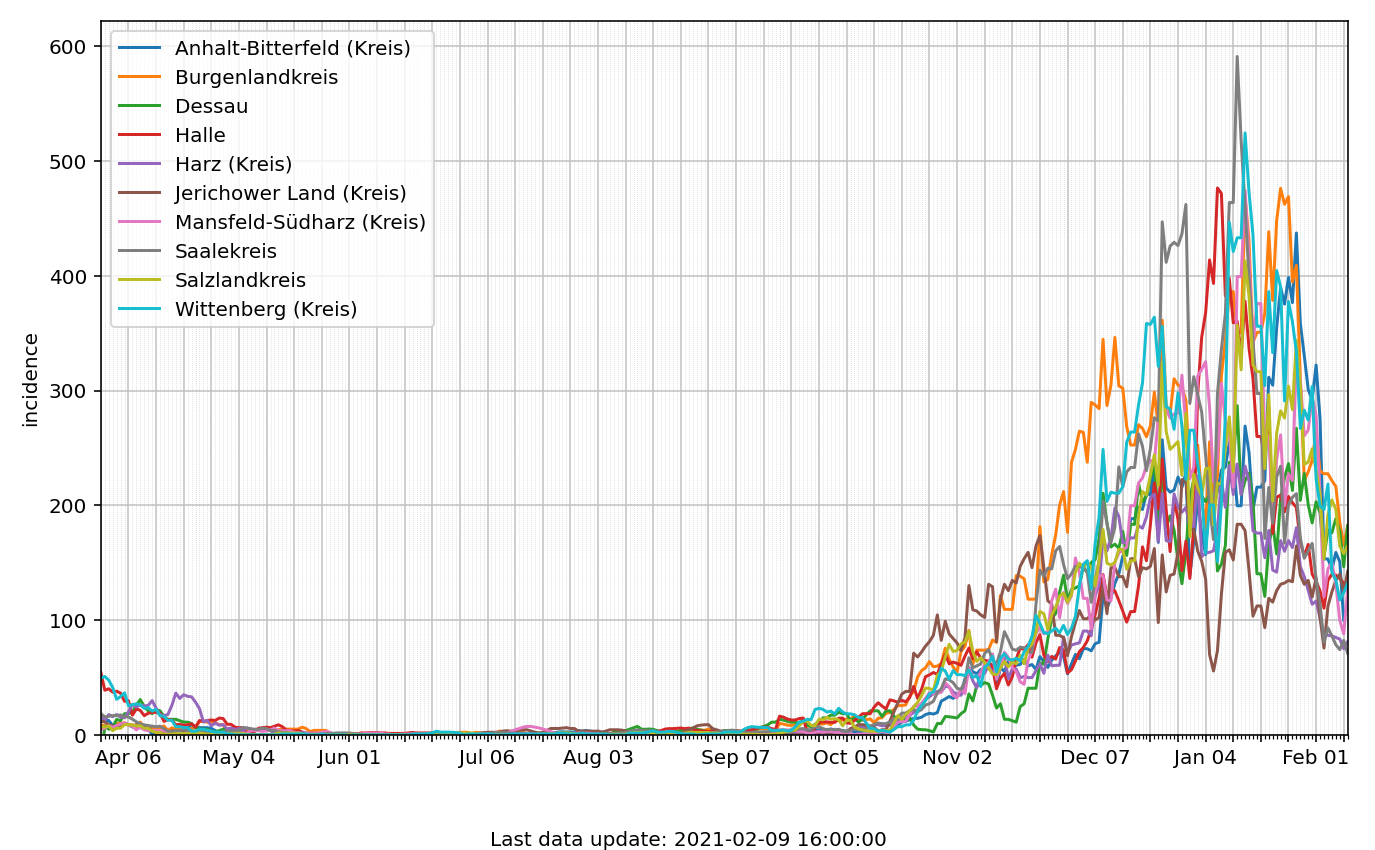 600
500
400
300
200
100
0
incidence
Anhalt-Bitterfeld (Kreis)
Burgenlandkreis
Dessau
Halle
Harz (Kreis)
Jerichower Land (Kreis)
Mansfeld-Südharz (Kreis)
Saalekreis
Salzlandkreis
Wittenberg (Kreis)
Apr 06 May 04 Jun 01 Jul 06 Aug 03 Sep 07 Oct 05 Nov 02 Dec 07 Jan 04 Feb 01
Last data update: 2021-02-09 16:00:00